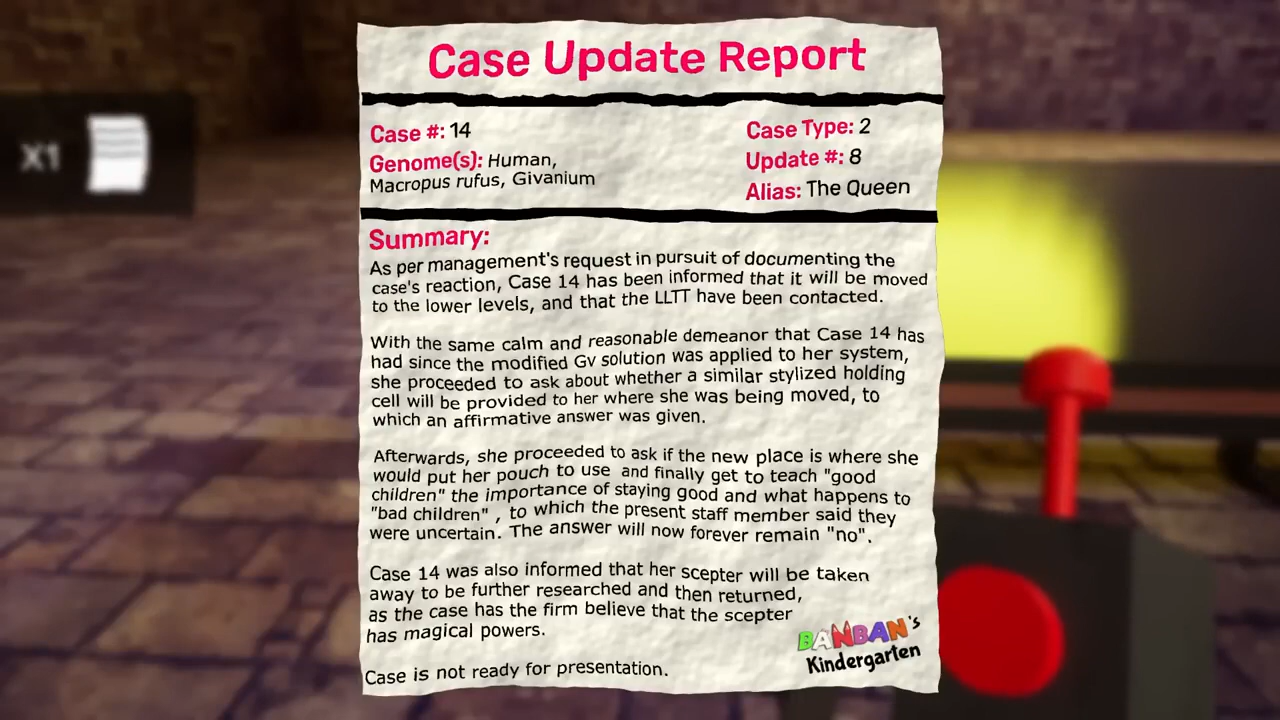 Case Update Report
X1
Case #: 14
Genome(s): Human,
Macropus rufus, Givanium
Case Type: 2
Update #: 8
Alias: The Queen
Summary:
As per management's request in pursuit of documenting the
case's reaction, Case 14 has been informed that it will be moved
to the lower levels, and that the LLTT have been contacted.
With the same calm and reasonable demeanor that Case 14 has
had since the modified Gv solution was applied to her system,
she proceeded to ask about whether a similar stylized holding
cell will be provided to her where she was being moved, to
which an affirmative answer was given.
Afterwards, she proceeded to ask if the new place is where she
would put her pouch to use and finally get to teach "good
children" the importance of staying good and what happens to
"bad children" , to which the present staff member said they
were uncertain. The answer will now forever remain "no".
Case 14 was also informed that her scepter will be taken
away to be further researched and then returned,
as the case has the firm believe that the scepter
has magical powers.
Case is not ready for presentation.
BANBAN's
Kindergarten